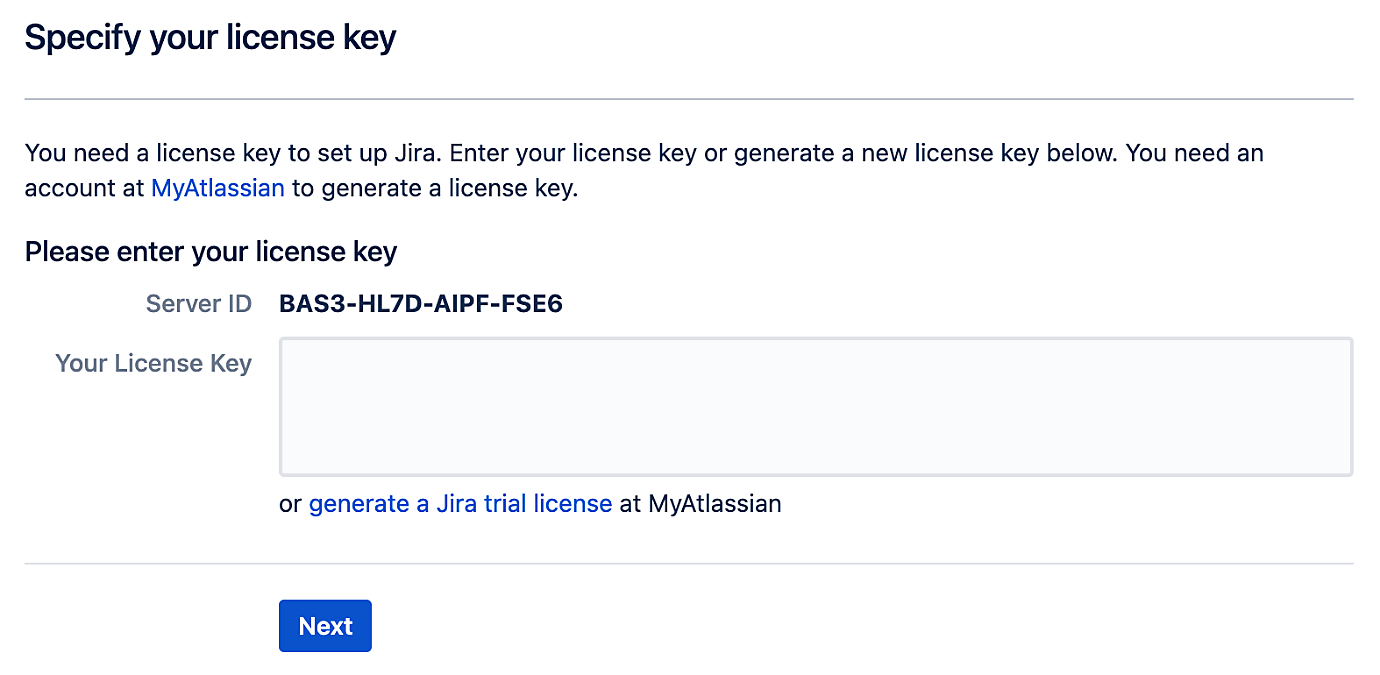 Specify your license key
You need a license key to set up Jira. Enter your license key or generate a new license key below. You need an
account at MyAtlassian to generate a license key.
Please enter your license key
Server ID BAS3-HL7D-AIPF-FSE6
Your License Key
or generate a Jira trial license at MyAtlassian
Next